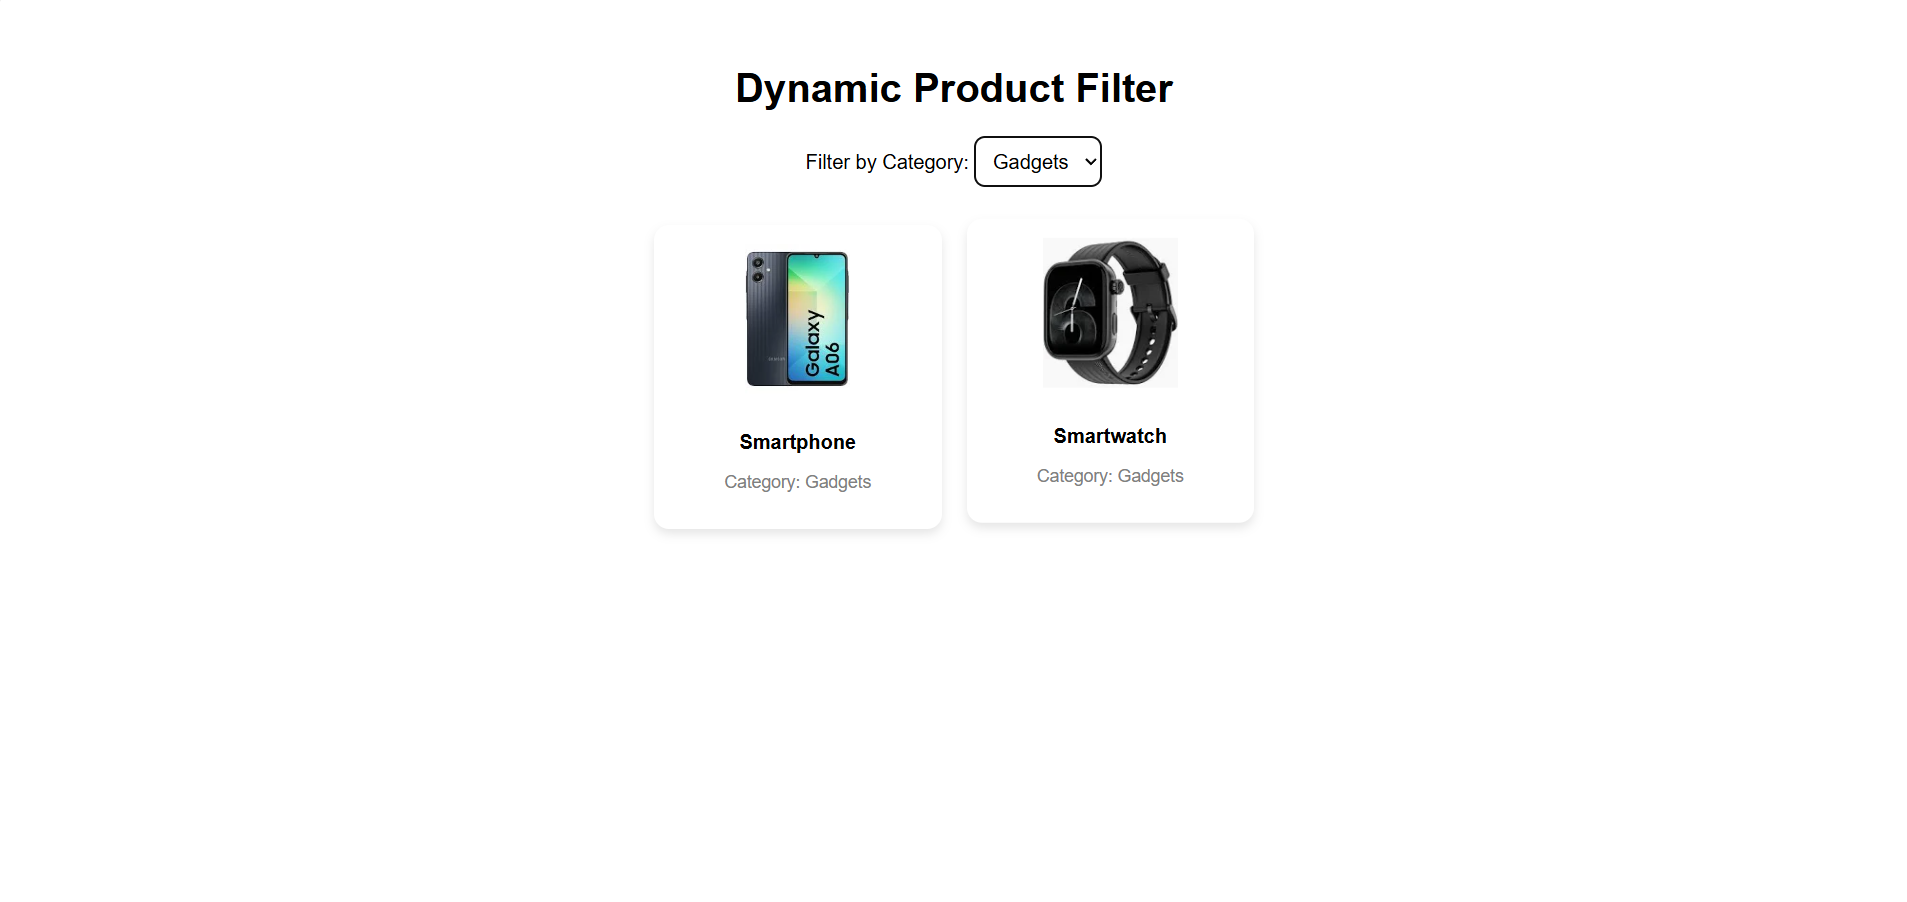 Dynamic Product Filter
Filter by Category: Gadgets
Galaxy
A06
Smartphone
Category: Gadgets
Smartwatch
Category: Gadgets